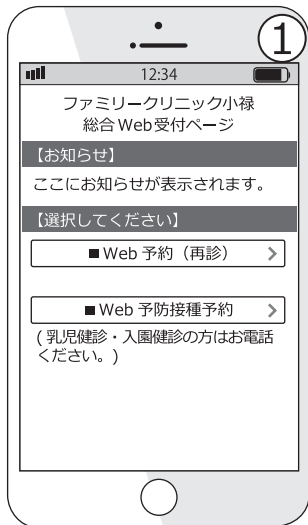 ①
12:34
ファミリークリニック小禄
総合Web受付ページ
【お知らせ】
ここにお知らせが表示されます。
【選択してください】
■Web 予約（再診） >
■Web 予防接種予約 >
(乳児健診・入園健診の方はお電話
ください。)